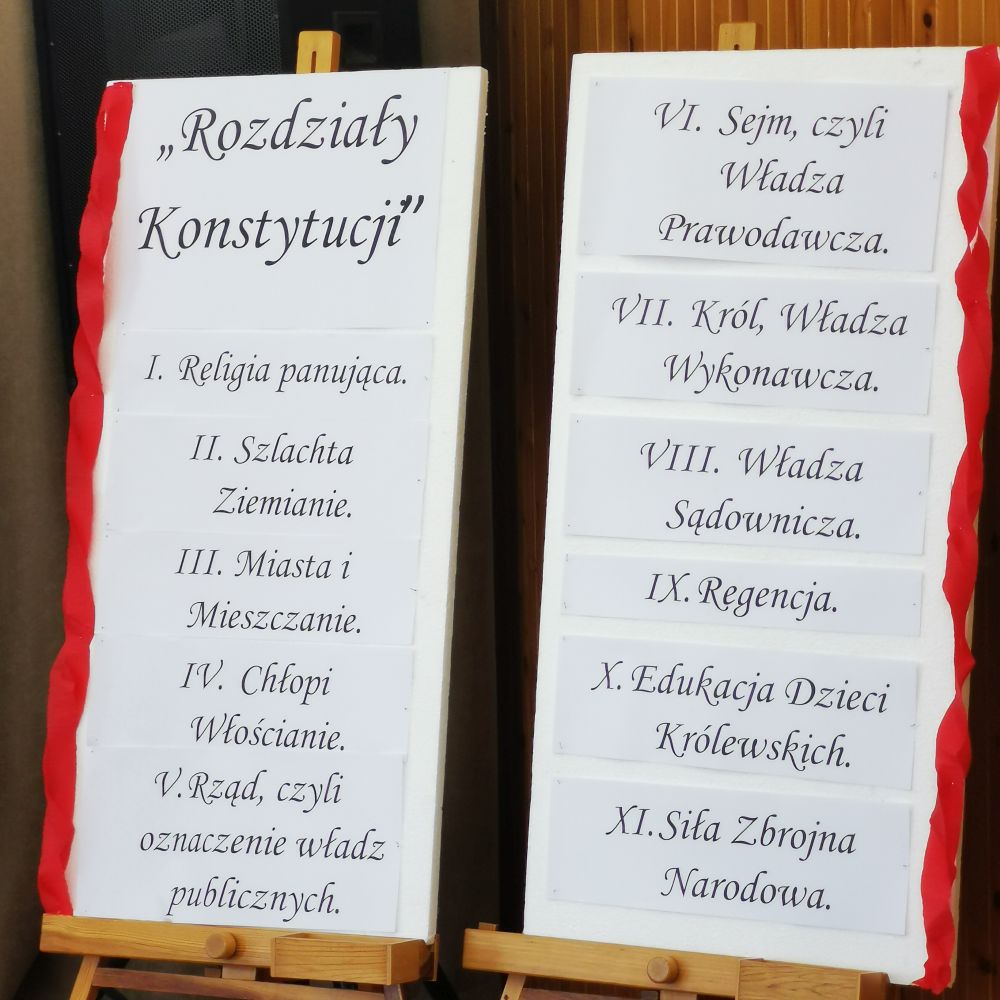 „Rozdziały
Konstytucji”
I. Religia panująca.
II. Szlachta
Ziemianie.
III. Miasta i
Mieszczanie.
IV. Chłopi
Włościanie.
V. Rząd, czyli
oznaczenie władz
publicznych.
VI. Sejm, czyli
Władza
Prawodawcza.
VII. Król, Władza
Wykonawcza.
VIII. Władza
Sądownicza.
IX. Regencja.
X. Edukacja Dzieci
Królewskich.
XI. Siła Zbrojna
Narodowa.